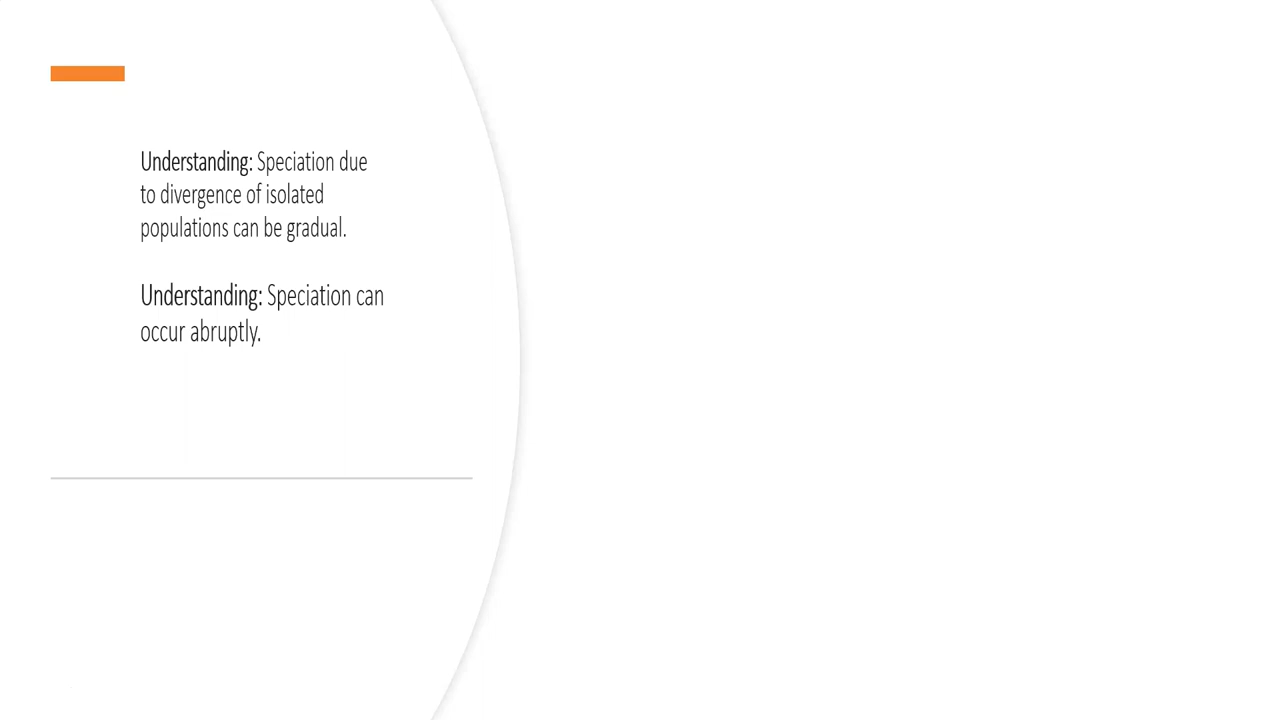 Understanding: Speciation due
to divergence of isolated
populations can be gradual.
Understanding: Speciation can
occur abruptly.